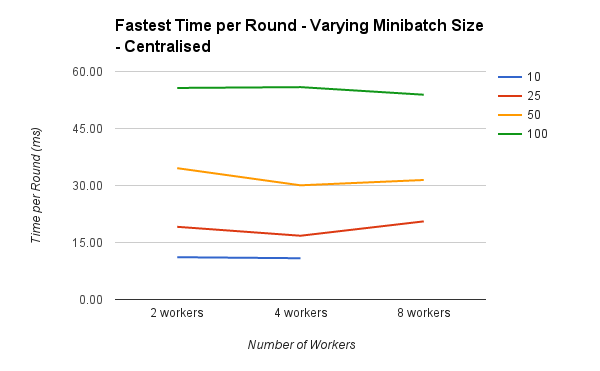 Fastest Time per Round - Varying Minibatch Size
- Centralised
60.00
45.00
30.00
15.00
0.00
Time per Round (ms)
2 workers
4 workers
8 workers
Number of Workers
10
25
50
100